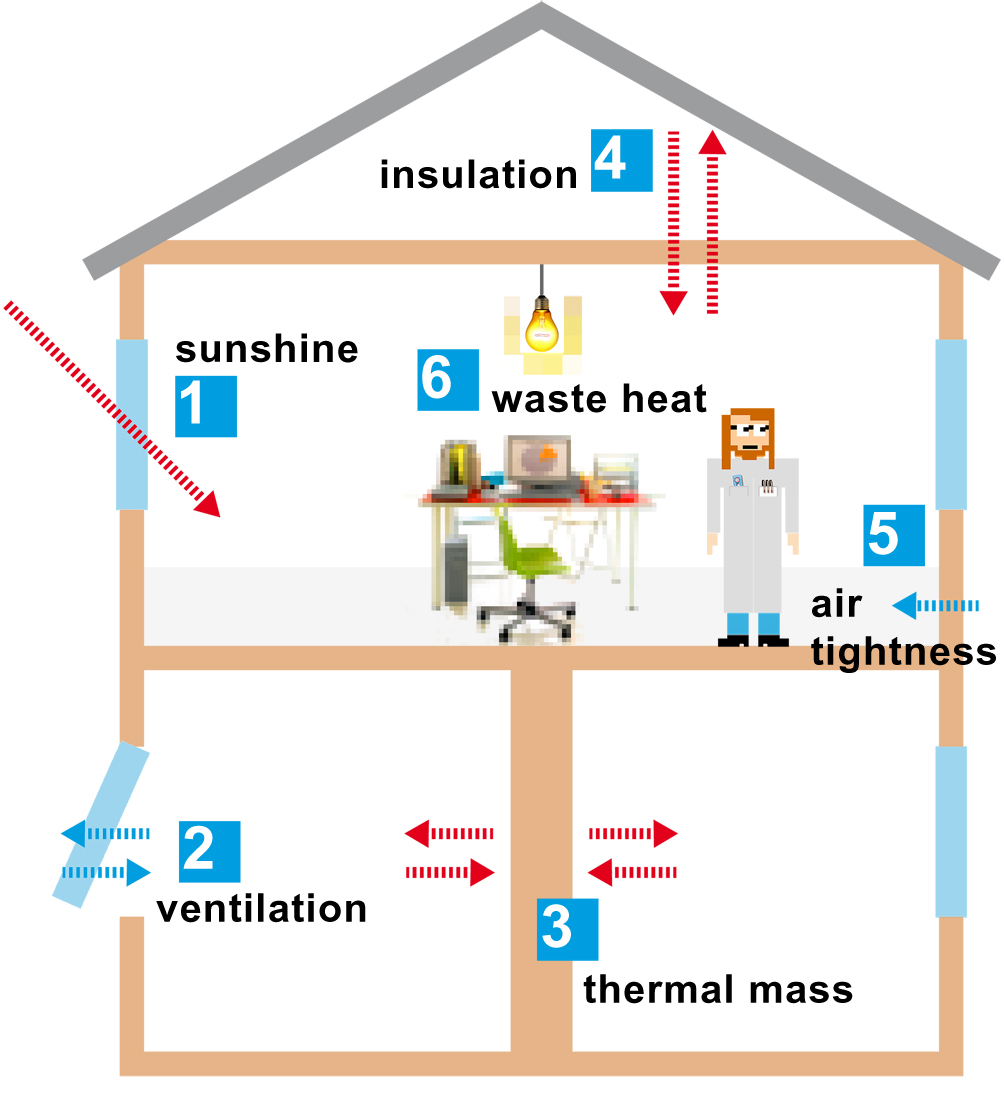 insulation 4
sunshine
1
6
waste heat
5
air
tightness
2
ventilation
3
thermal mass